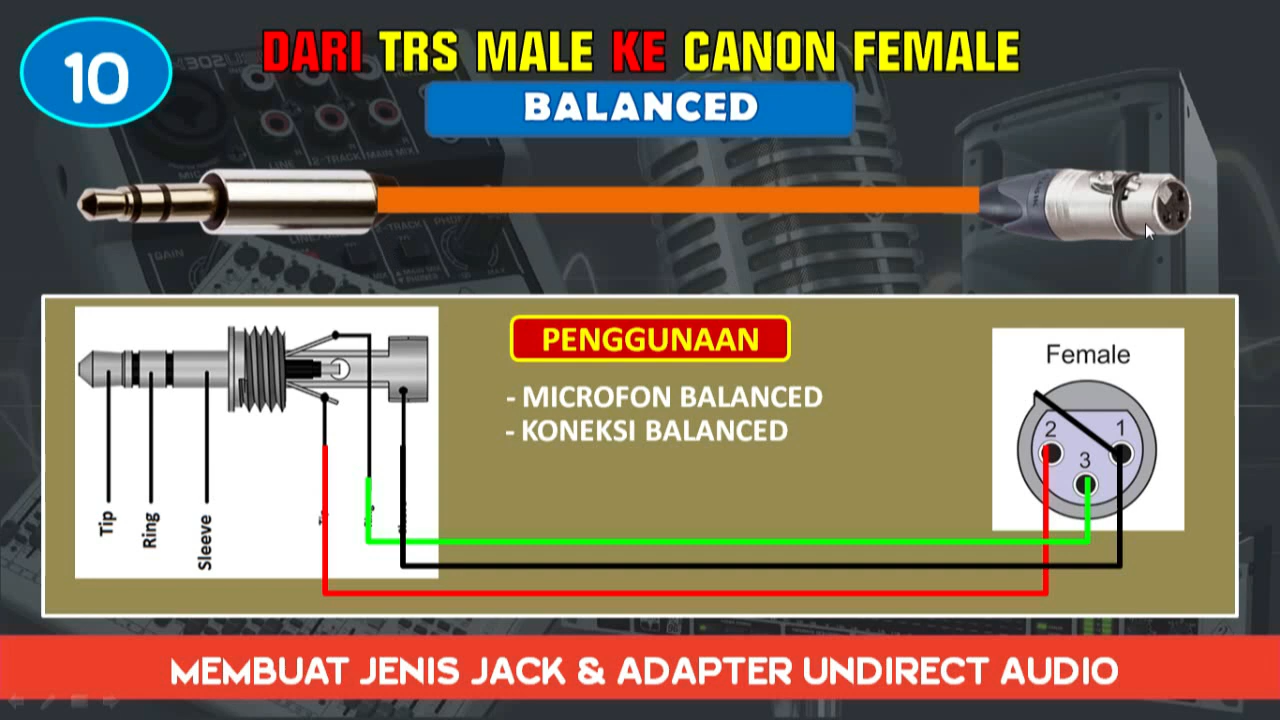 10
DARI TRS MALE KE CANON FEMALE
BALANCED
PENGGUNAAN
- MICROFON BALANCED
- KONEKSI BALANCED
Tip
Ring
Sleeve
Female
2
1
3
MEMBUAT JENIS JACK & ADAPTER UNDIRECT AUDIO